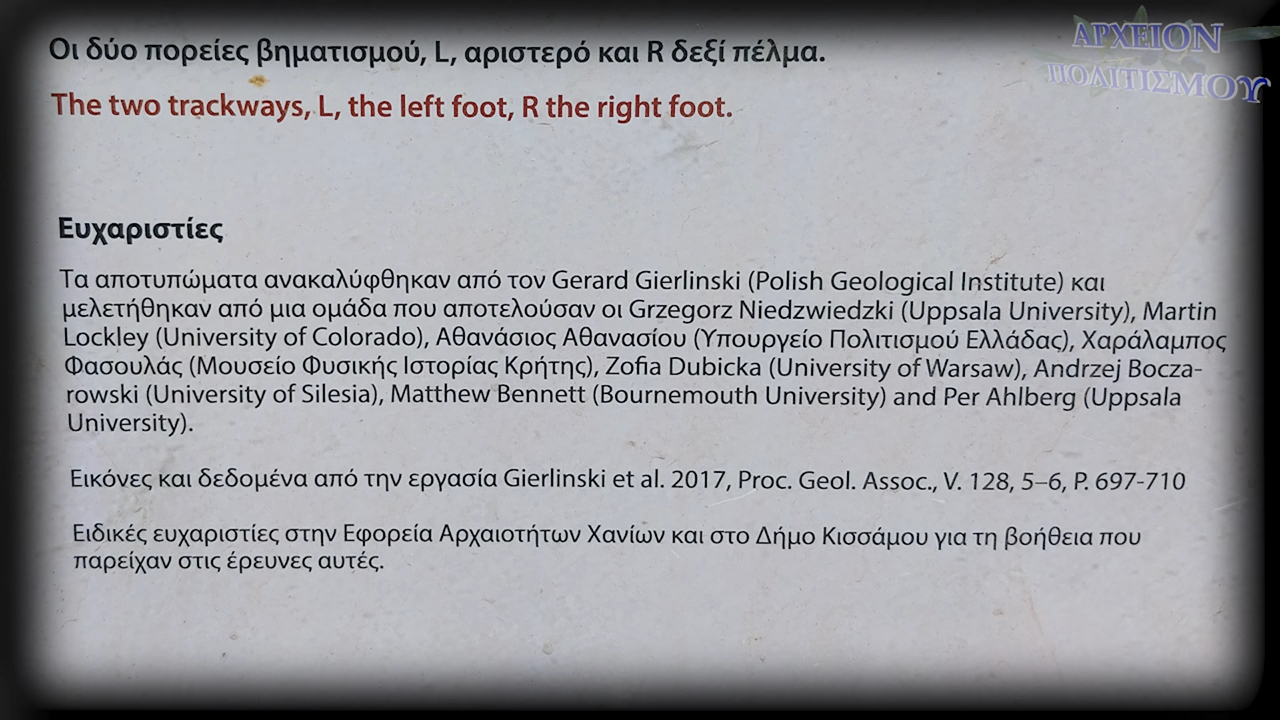 ΑΡΧΕΙΟΝ
ΠΟΛΙΤΙΣΜΟΥ
Οι δύο πορείες βηματισμού, L, αριστερό και R δεξί πέλμα.
The two trackways, L, the left foot, R the right foot.
Ευχαριστίες
Τα αποτυπώματα ανακαλύφθηκαν από τον Gerard Gierlinski (Polish Geological Institute) και
μελετήθηκαν από μια ομάδα που αποτελούσαν οι Grzegorz Niedzwiedzki (Uppsala University), Martin
Lockley (University of Colorado), Αθανάσιος Αθανασίου (Υπουργείο Πολιτισμού Ελλάδας), Χαράλαμπος
Φασουλάς (Μουσείο Φυσικής Ιστορίας Κρήτης), Zofia Dubicka (University of Warsaw), Andrzej Bocza-
rowski (University of Silesia), Matthew Bennett (Bournemouth University) and Per Ahlberg (Uppsala
University).
Εικόνες και δεδομένα από την εργασία Gierlinski et al. 2017, Proc. Geol. Assoc., V. 128, 5–6, P. 697-710
Ειδικές ευχαριστίες στην Εφορεία Αρχαιοτήτων Χανίων και στο Δήμο Κισσάμου για τη βοήθεια που
παρείχαν στις έρευνες αυτές.